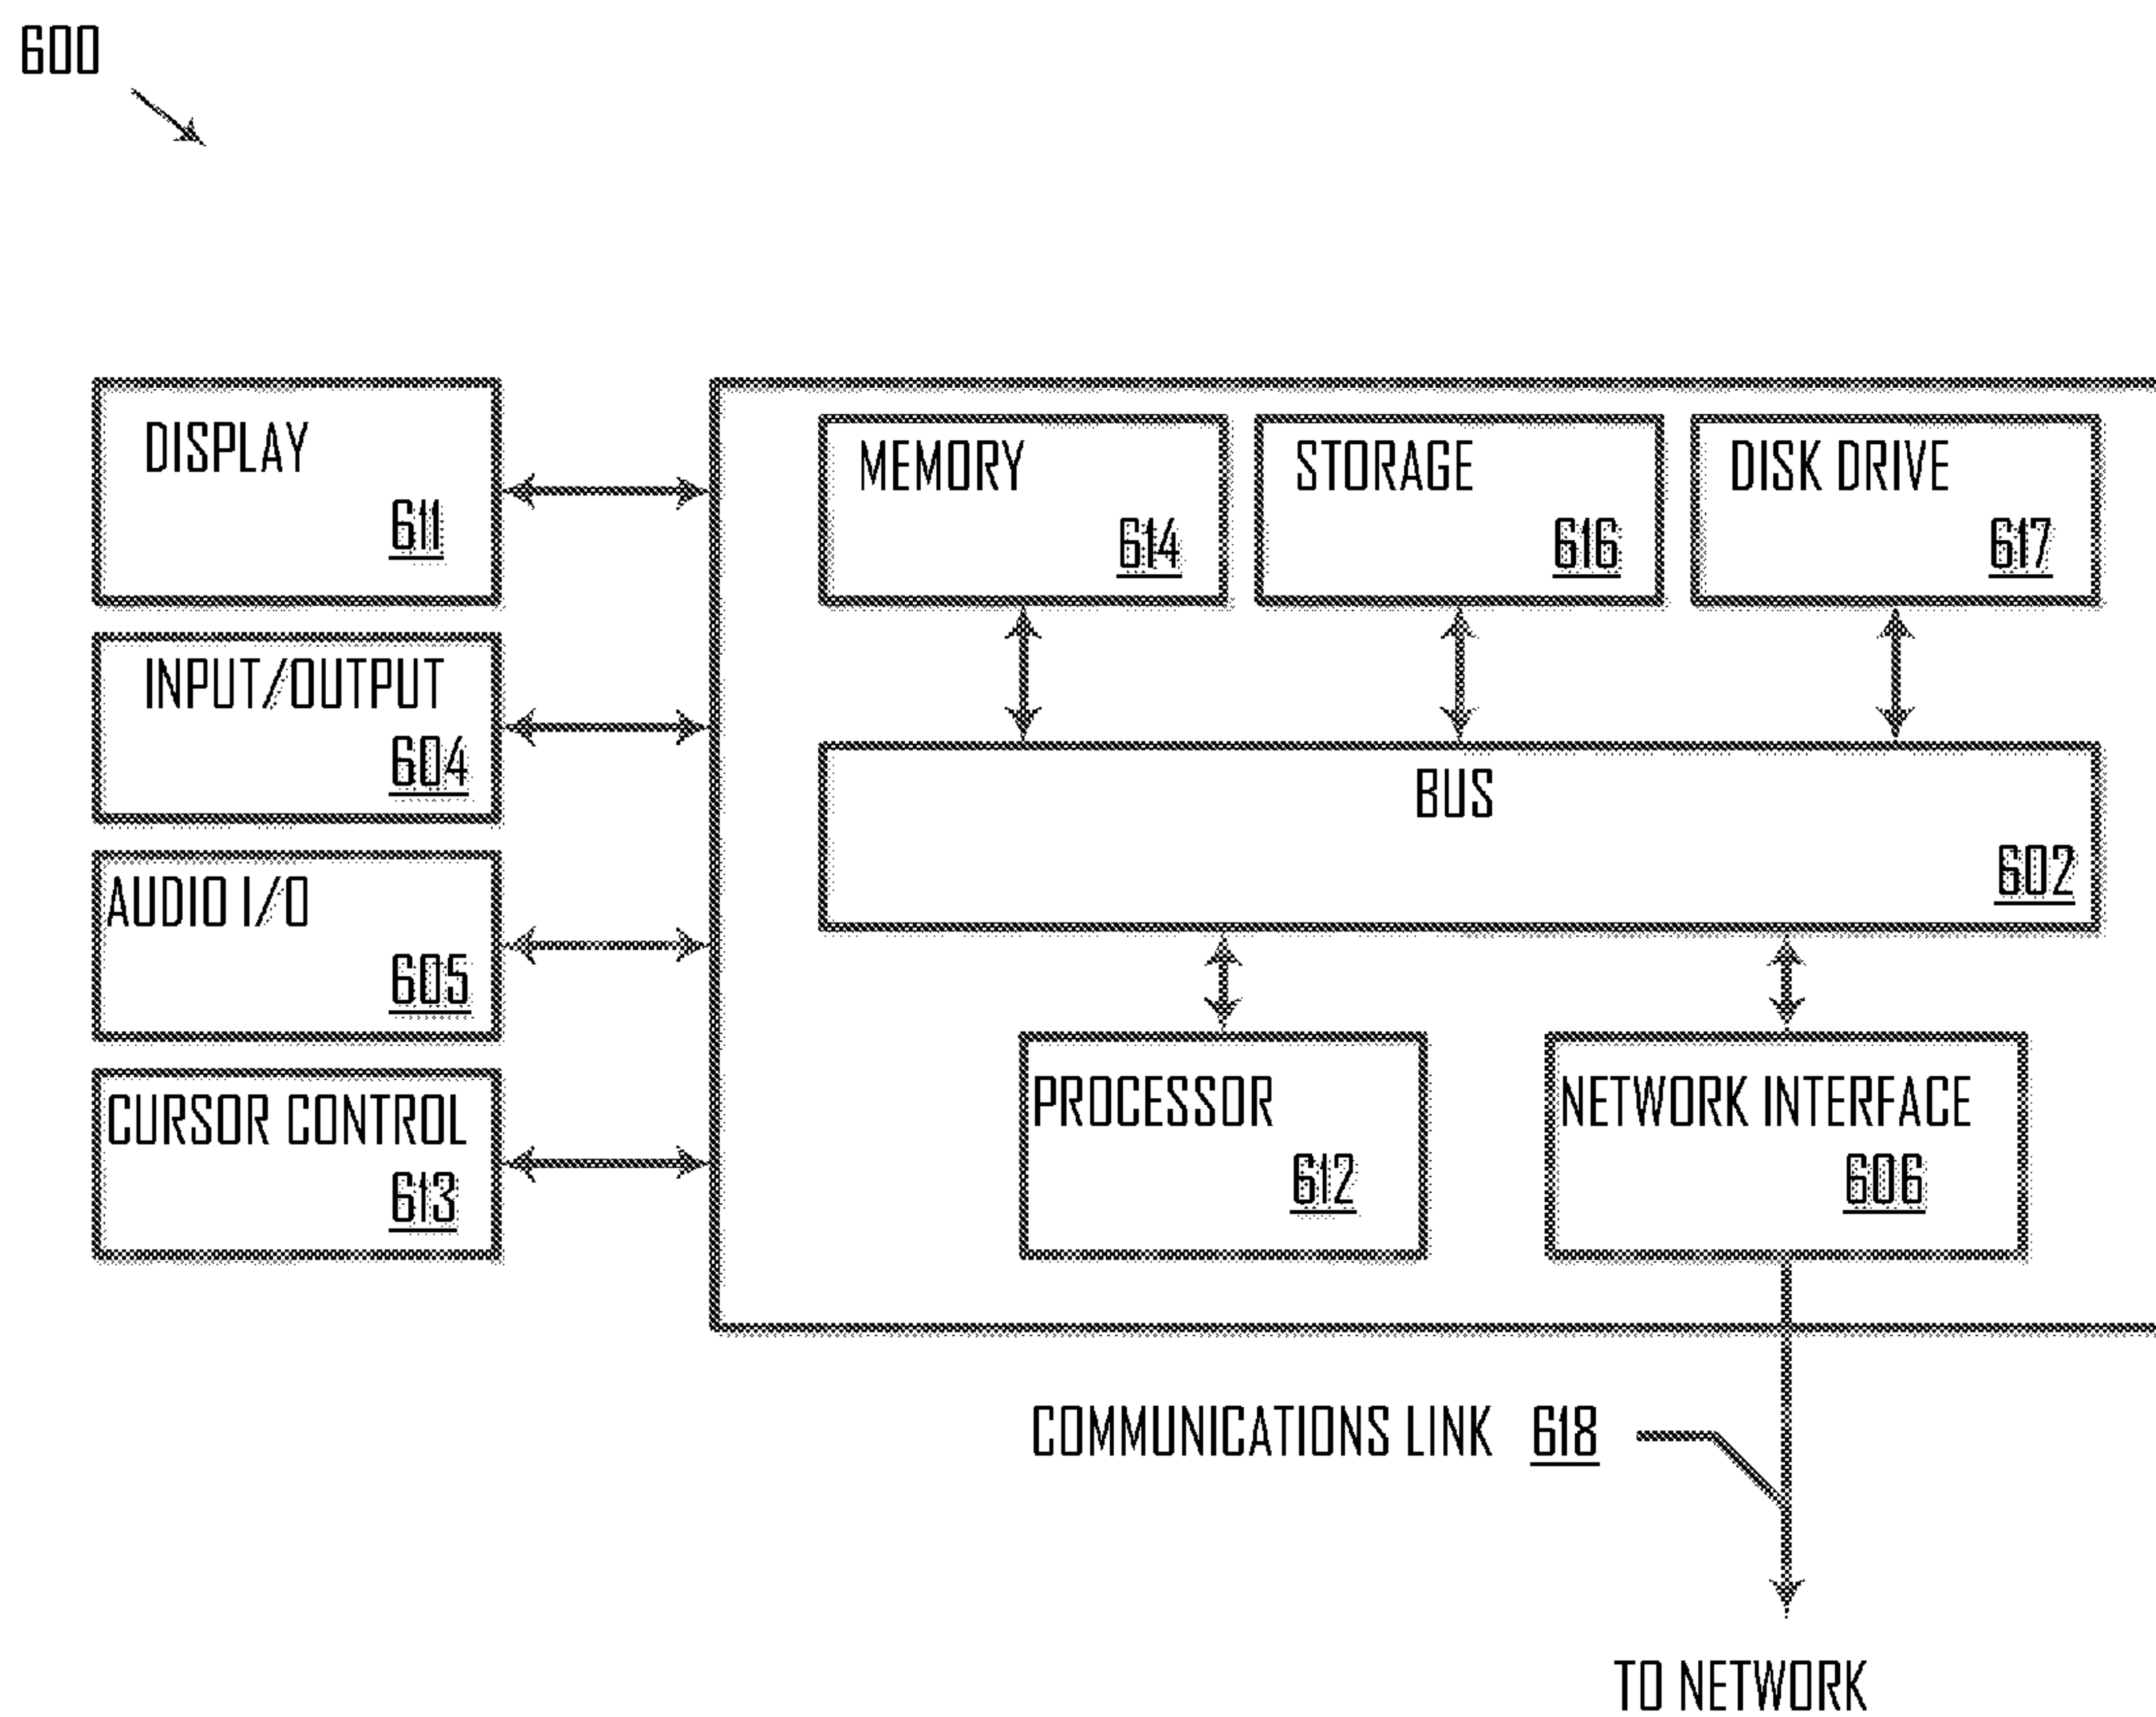 600
DISPLAY
611
INPUT/OUTPUT
604
AUDIO I/O
605
CURSOR CONTROL
613
MEMORY
614
STORAGE
616
DISK DRIVE
617
BUS
602
PROCESSOR
612
NETWORK INTERFACE
606
COMMUNICATIONS LINK 618
TO NETWORK